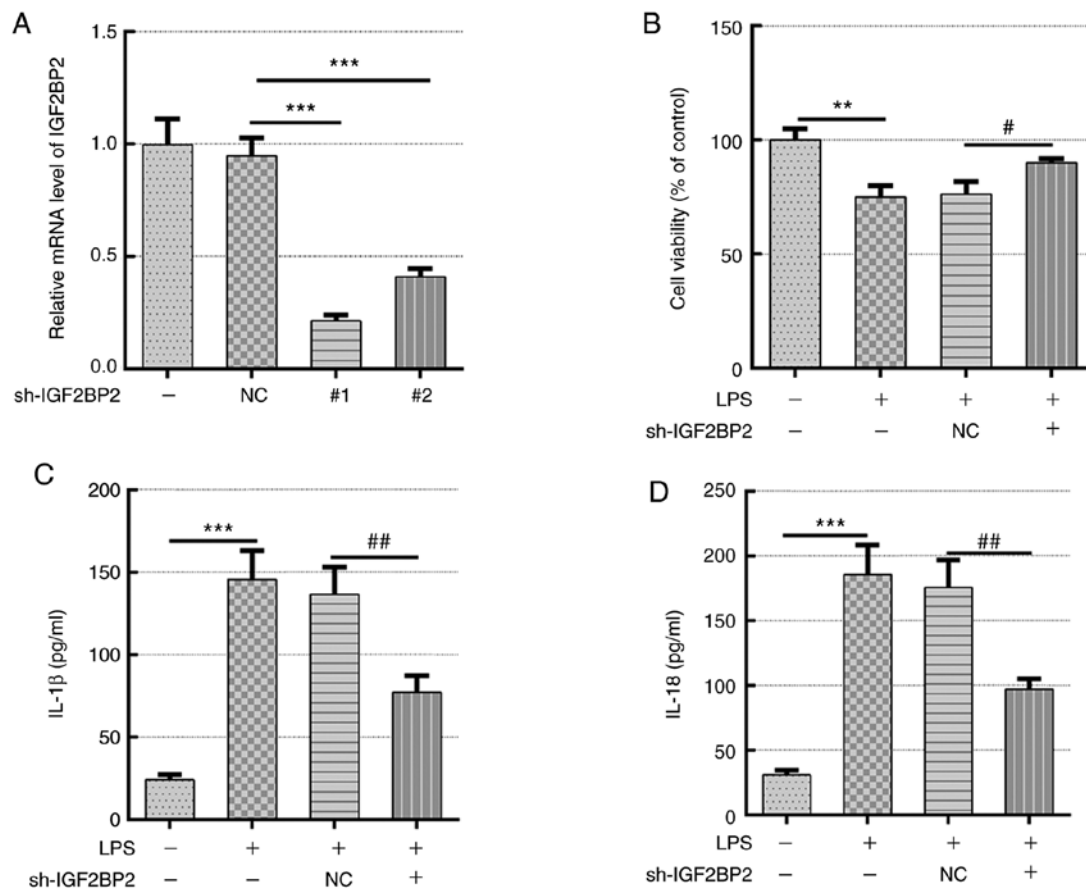 A
Relative mRNA level of IGF2BP2
1.5
1.0
0.5
0.0
***
***
sh-IGF2BP2 – NC #1 #2
B
Cell viability (% of control)
150
100
50
0
**
#
LPS – + + +
sh-IGF2BP2 – – NC +
C
IL-1β (pg/ml)
200
150
100
50
0
***
##
LPS – + + +
sh-IGF2BP2 – – NC +
D
IL-18 (pg/ml)
250
200
150
100
50
0
***
##
LPS – + + +
sh-IGF2BP2 – – NC +